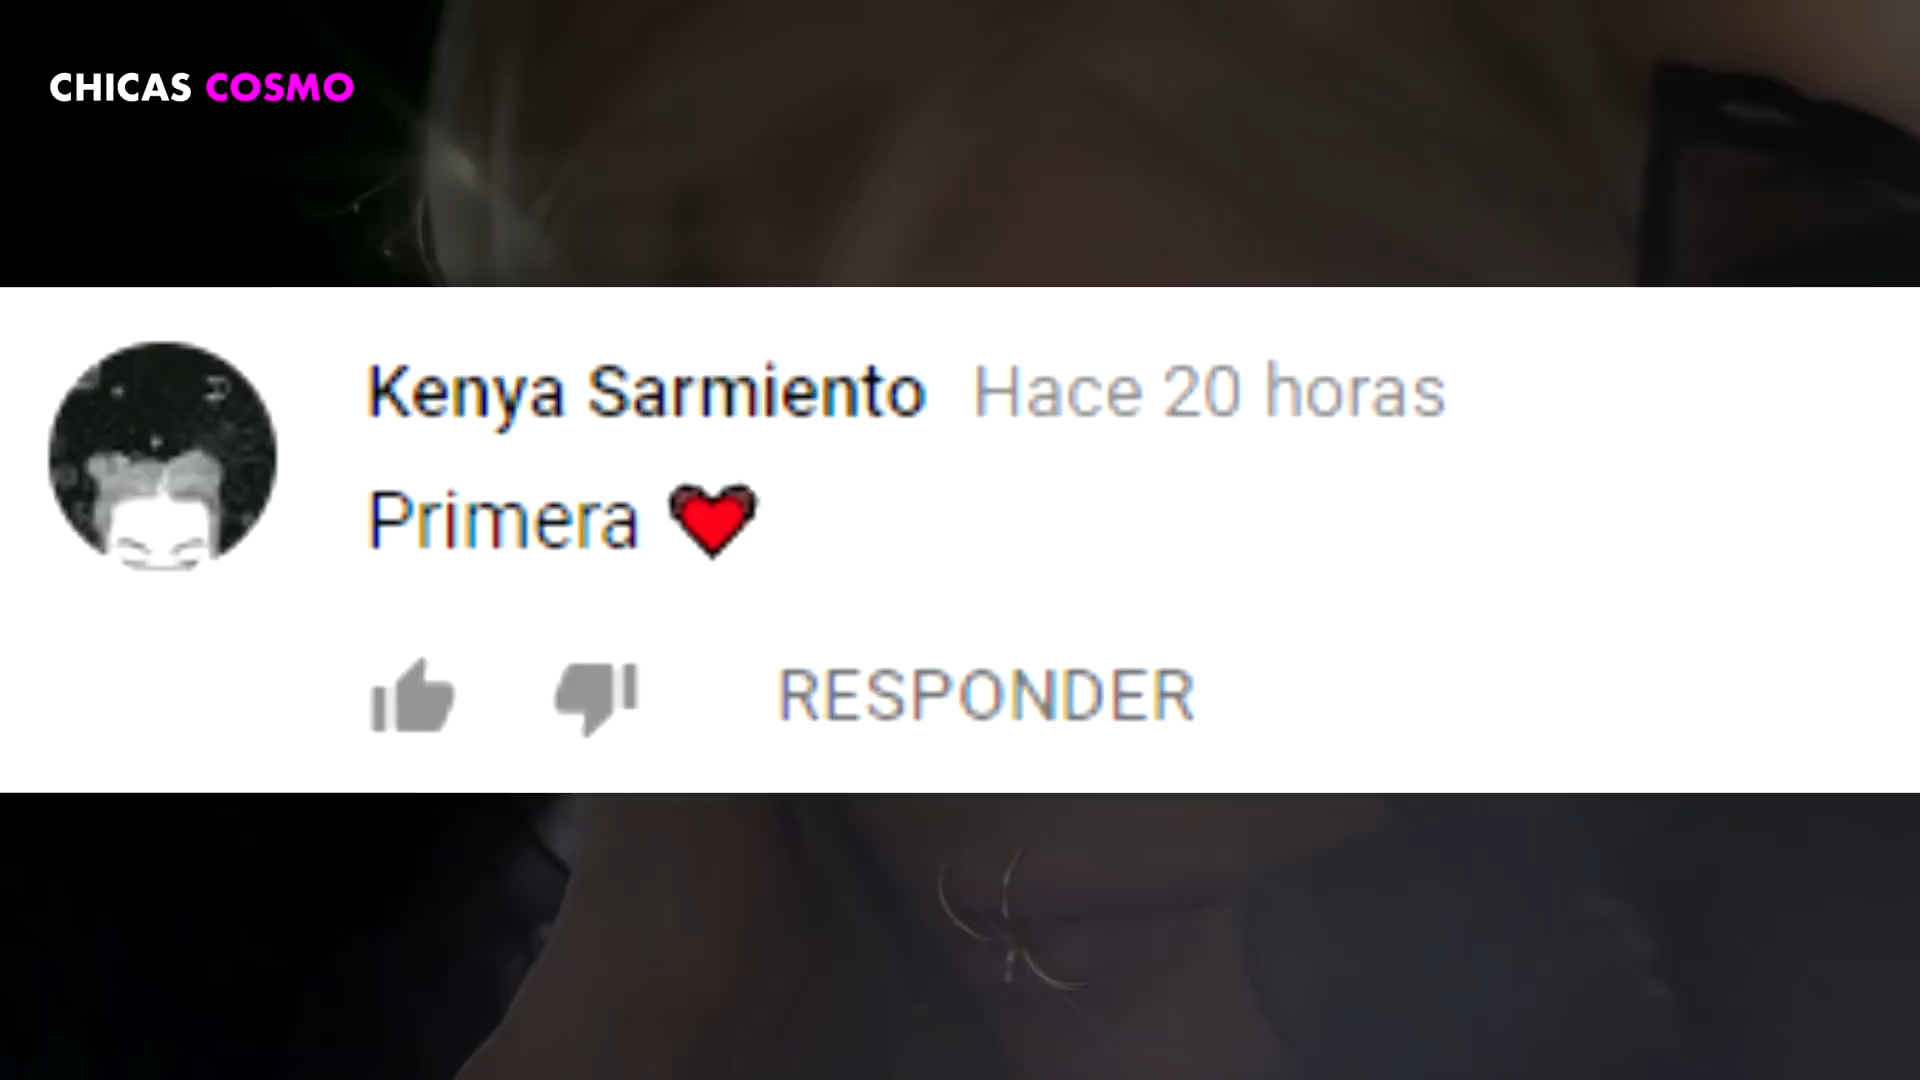 CHICAS COSMO
Kenya Sarmiento Hace 20 horas
Primera ❤
RESPONDER